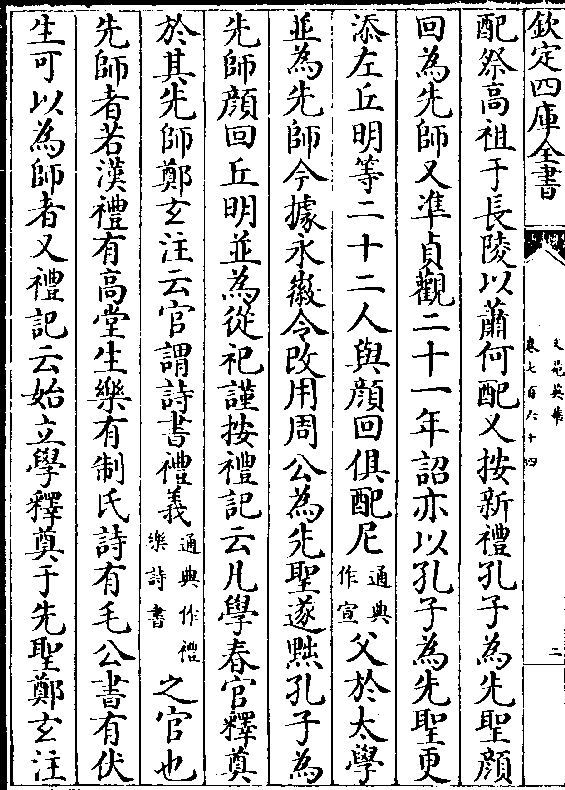 欽定四庫全書
文苑英華
卷七百六十四
二
配祭高祖于長陵以蕭何配又按新禮孔子為先聖顔
回為先師又準貞觀二十一年詔亦以孔子為先聖更
添左丘明等二十二人與顔回俱配尼通典作宣父於太學
並為先師今據永徽令改用周公為先聖遂黜孔子為
先師顔回丘明並為從祀謹按禮記云凡學春官釋奠
於其先師鄭玄注云官謂詩書禮義通典作禮樂詩書之官也
先師者若漢禮有高堂生樂有制氏詩有毛公書有伏
生可以為師者又禮記云始立學釋奠于先聖鄭玄注